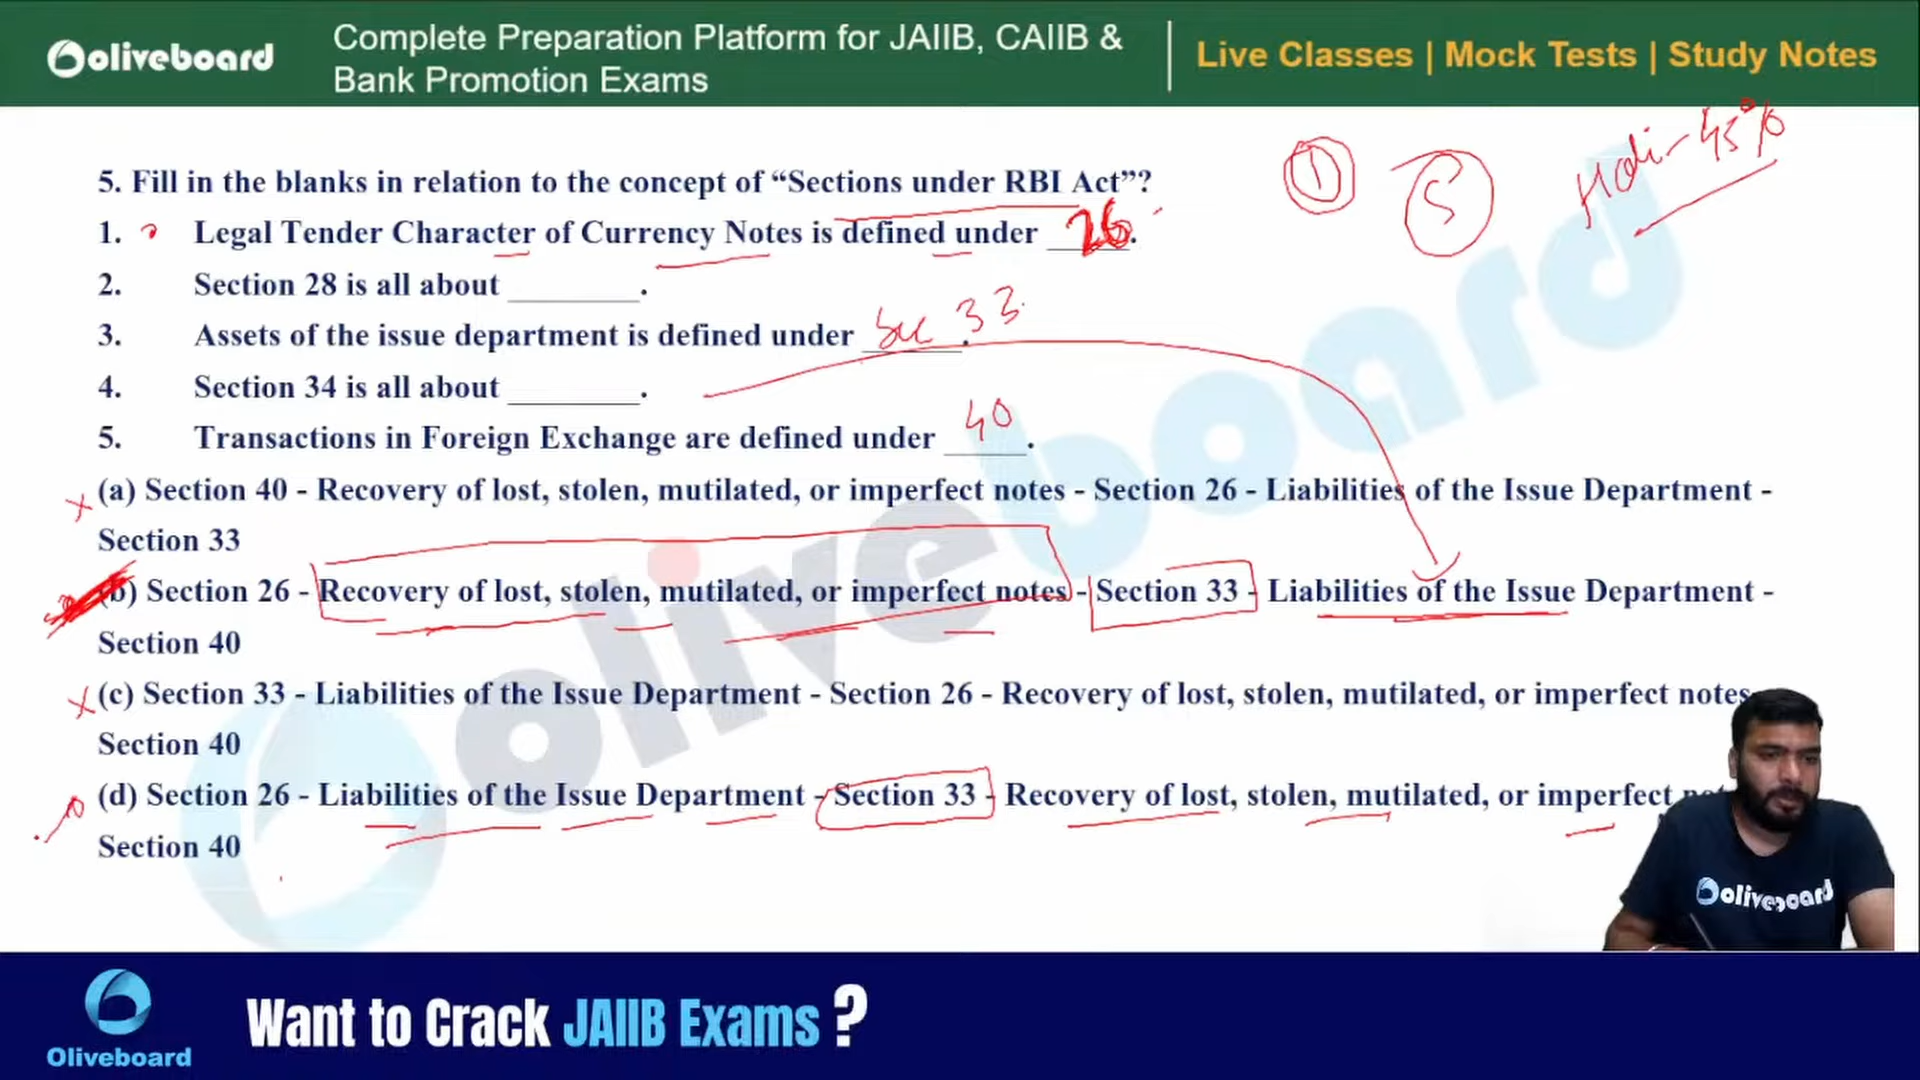 oliveboard
Complete Preparation Platform for JAIIB, CAIIB &
Bank Promotion Exams
Live Classes | Mock Tests | Study Notes
1 5 45%
5. Fill in the blanks in relation to the concept of “Sections under RBI Act”?
1. Legal Tender Character of Currency Notes is defined under 26.
2. Section 28 is all about ________.
3. Assets of the issue department is defined under Sec 33.
4. Section 34 is all about ________.
5. Transactions in Foreign Exchange are defined under 40.
(a) Section 40 - Recovery of lost, stolen, mutilated, or imperfect notes - Section 26 - Liabilities of the Issue Department -
Section 33
(b) Section 26 - Recovery of lost, stolen, mutilated, or imperfect notes - Section 33 - Liabilities of the Issue Department -
Section 40
(c) Section 33 - Liabilities of the Issue Department - Section 26 - Recovery of lost, stolen, mutilated, or imperfect notes
Section 40
(d) Section 26 - Liabilities of the Issue Department - Section 33 - Recovery of lost, stolen, mutilated, or imperfect
Section 40
oliveboard
oliveboard
Want to Crack JAIIB Exams ?
Oliveboard